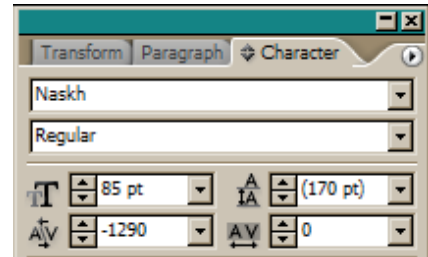 Transform Paragraph Character
Naskh
Regular
85 pt (170 pt)
-1290 0